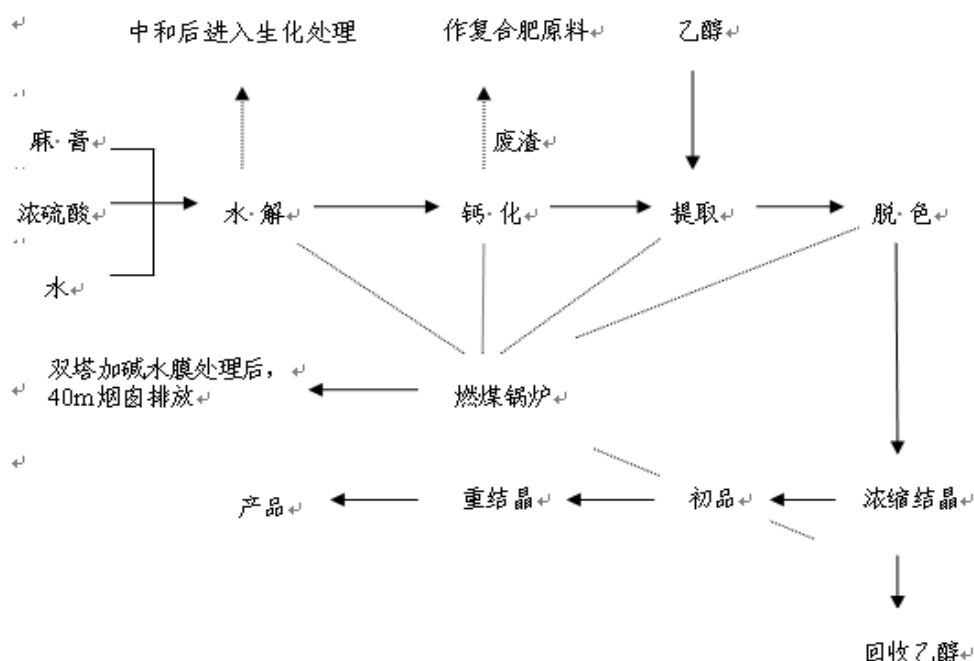 中和后进入生化处理
作复合肥原料
乙醇
麻·膏
废渣
浓硫酸
水·解
钙·化
提取
脱·色
水
双塔加碱水膜处理后，
40m烟囱排放
燃煤锅炉
产品
重结晶
初品
浓缩结晶
回收乙醇